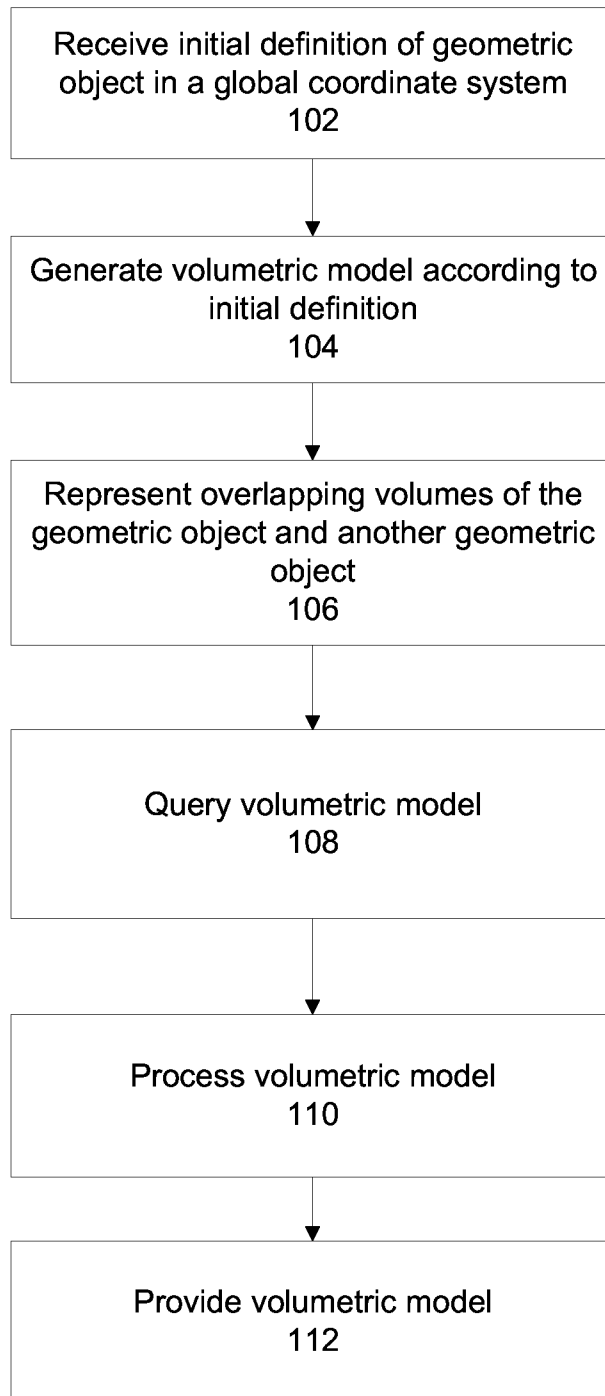 Receive initial definition of geometric
object in a global coordinate system
102
Generate volumetric model according to
initial definition
104
Represent overlapping volumes of the
geometric object and another geometric
object
106
Query volumetric model
108
Process volumetric model
110
Provide volumetric model
112